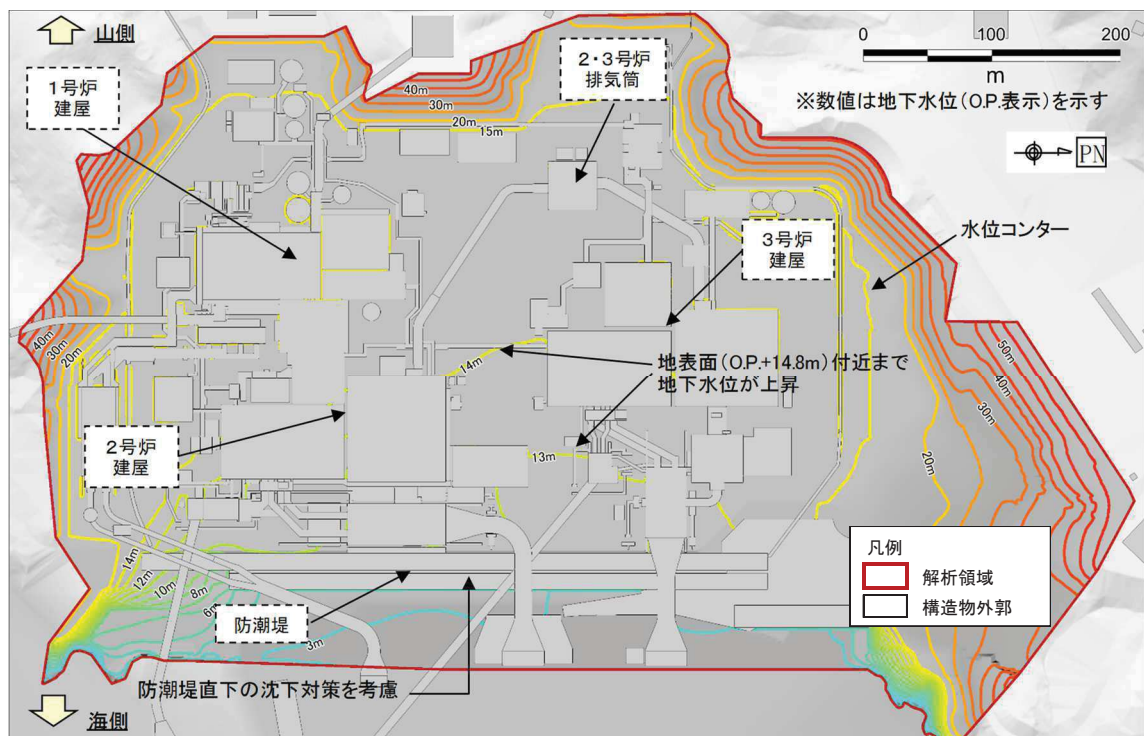 山側
1号炉
建屋
2・3号炉
排気筒
0
100
200
m
※数値は地下水位(O.P.表示)を示す
PN
40m
30m
20m
15m
水位コンター
3号炉
建屋
40m
30m
20m
14m
地表面(O.P.+14.8m)付近まで
地下水位が上昇
50m
40m
30m
20m
2号炉
建屋
13m
14m
12m
10m
8m
6m
3m
防潮堤
防潮堤直下の沈下対策を考慮
海側
凡例
解析領域
構造物外郭